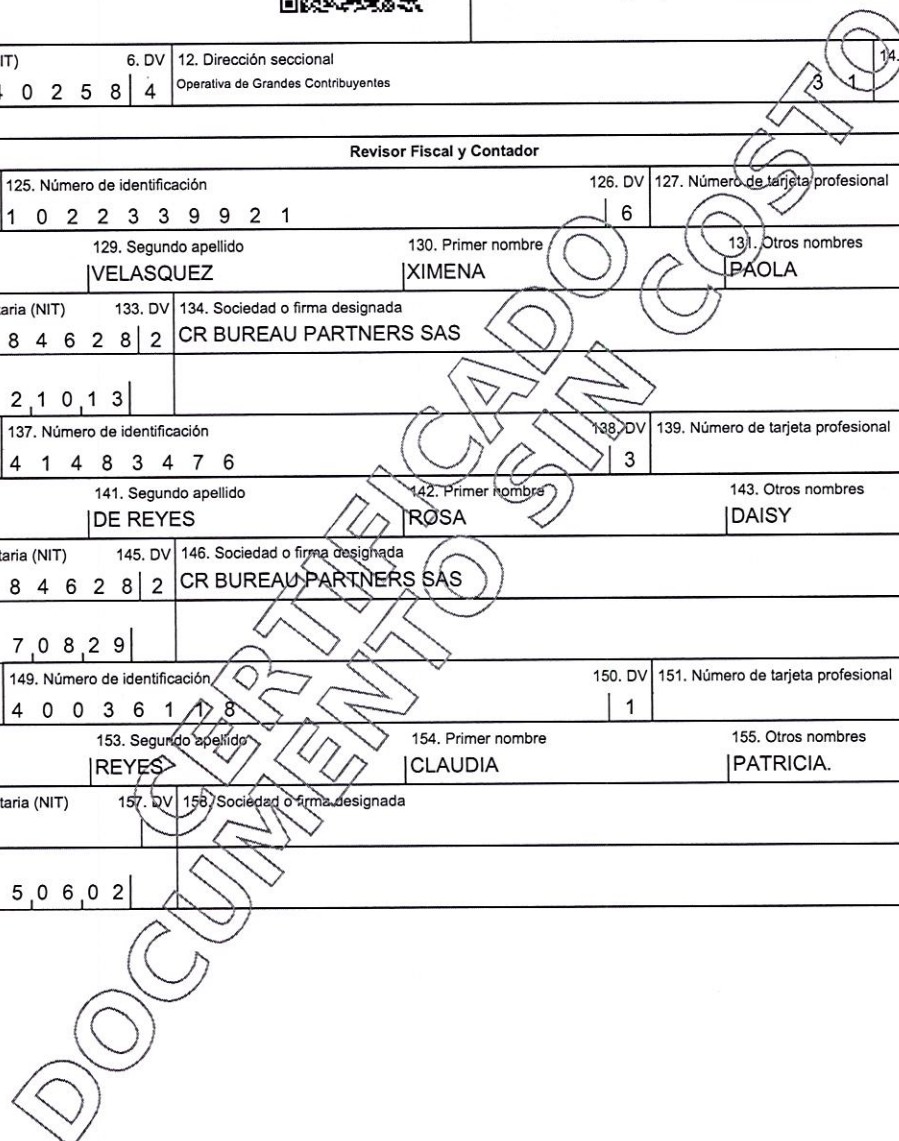 IT) 6. DV 12. Dirección seccional 14.
0 2 5 8 4 Operativa de Grandes Contribuyentes 3 1
Revisor Fiscal y Contador
125. Número de identificación 126. DV 127. Número de tarjeta profesional
1 0 2 2 3 3 9 9 2 1 6
129. Segundo apellido 130. Primer nombre 131. Otros nombres
VELASQUEZ XIMENA PAOLA
taria (NIT) 133. DV 134. Sociedad o firma designada
8 4 6 2 8 2 CR BUREAU PARTNERS SAS
2 1 0 1 3
137. Número de identificación 138. DV 139. Número de tarjeta profesional
4 1 4 8 3 4 7 6 3
141. Segundo apellido 142. Primer nombre 143. Otros nombres
DE REYES ROSA DAISY
taria (NIT) 145. DV 146. Sociedad o firma designada
8 4 6 2 8 2 CR BUREAU PARTNERS SAS
7 0 8 2 9
149. Número de identificación 150. DV 151. Número de tarjeta profesional
4 0 0 3 6 1 1 8 1
153. Segundo apellido 154. Primer nombre 155. Otros nombres
REYES CLAUDIA PATRICIA.
taria (NIT) 157. DV 158. Sociedad o firma designada
5 0 6 0 2
CERTIFICADO
DOCUMENTO SIN COSTO